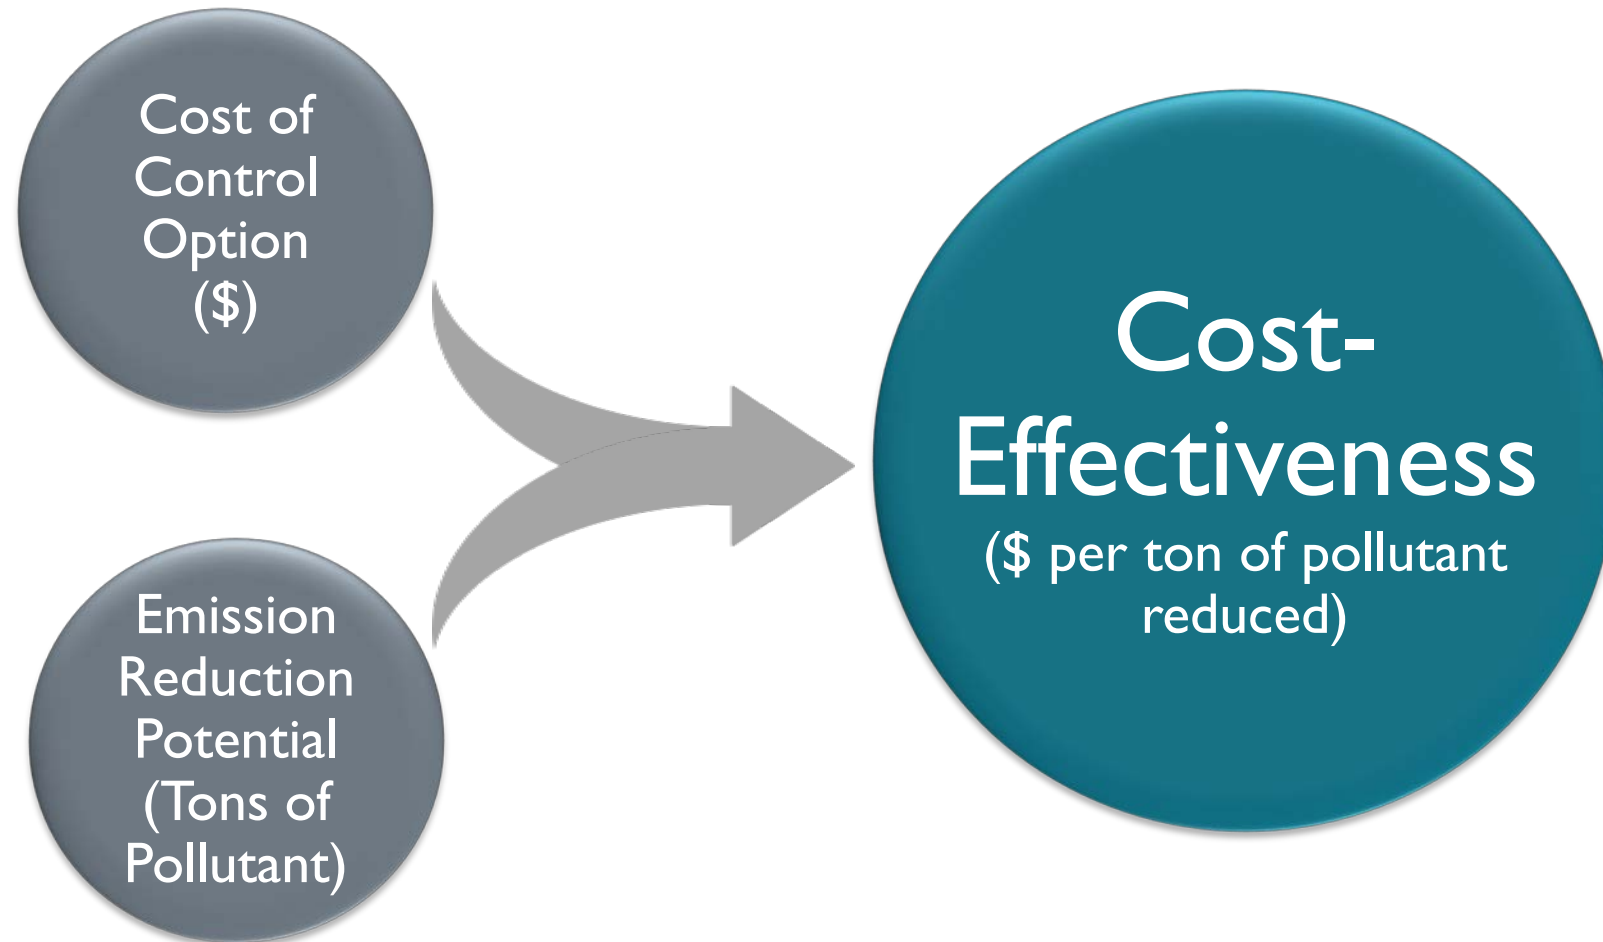 Cost of
Control
Option
($)
Emission
Reduction
Potential
(Tons of
Pollutant)
Cost-
Effectiveness
($ per ton of pollutant
reduced)